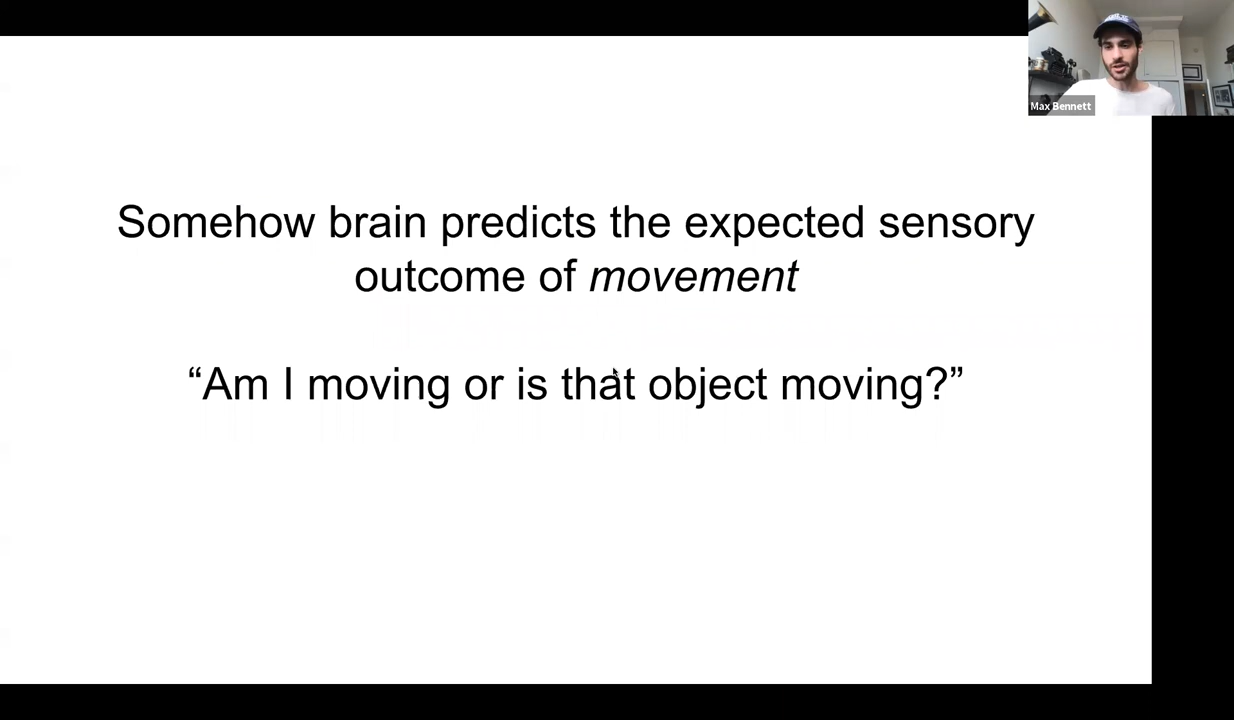 Max Bennett
Somehow brain predicts the expected sensory
outcome of movement
“Am I moving or is that object moving?”